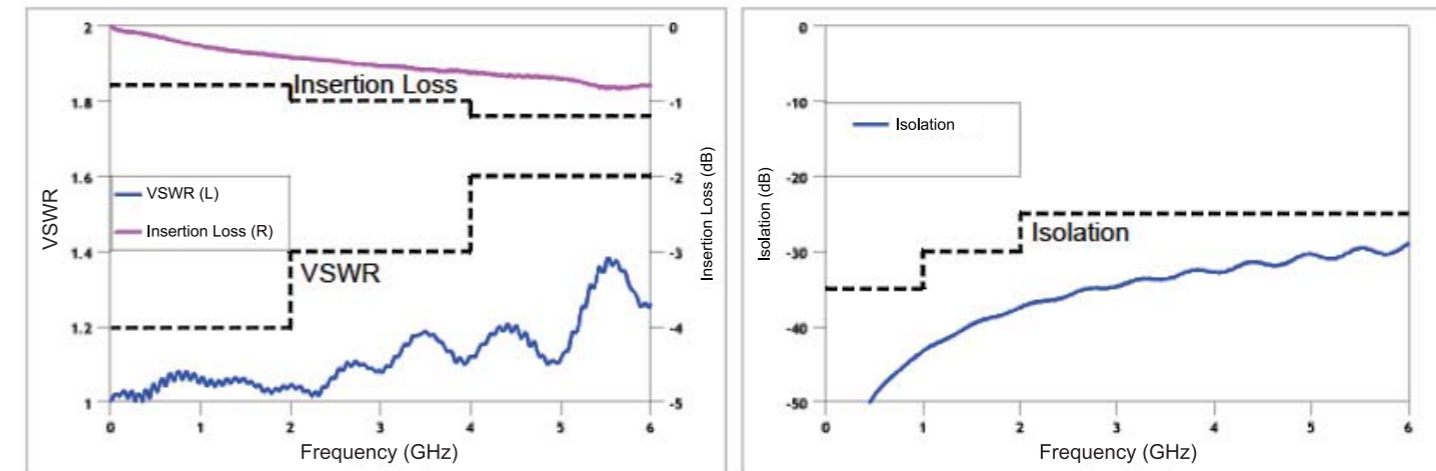 2
0
1.8
-1
1.6
-2
1.4
-3
1.2
-4
1
-5
VSWR
Insertion Loss (dB)
Insertion Loss
VSWR (L)
Insertion Loss (R)
VSWR
0 1 2 3 4 5 6
Frequency (GHz)
0
-10
-20
-30
-40
-50
Isolation (dB)
Isolation
Isolation
0 1 2 3 4 5 6
Frequency (GHz)